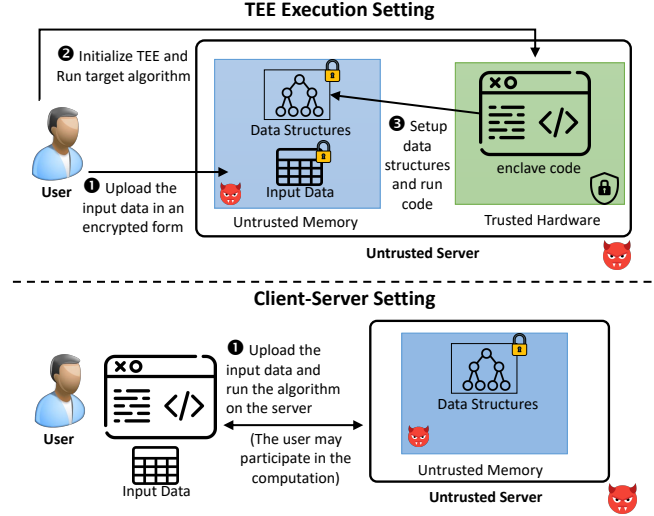 TEE Execution Setting
❷ Initialize TEE and
Run target algorithm
Data Structures
Input Data
Untrusted Memory
❸ Setup
data
structures
and run
code
XO
</>
enclave code
Trusted Hardware
User
❶ Upload the
input data in an
encrypted form
Untrusted Server
Client-Server Setting
User
XO
</>
Input Data
❶ Upload the
input data and
run the algorithm
on the server
(The user may
participate in the
computation)
Data Structures
Untrusted Memory
Untrusted Server